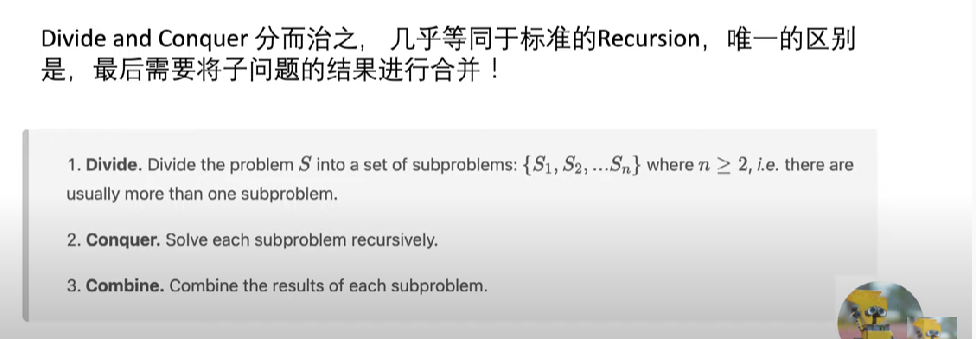 Divide and Conquer 分而治之， 几乎等同于标准的Recursion，唯一的区别
是，最后需要将子问题的结果进行合并！
1. Divide. Divide the problem S into a set of subproblems: {S₁, S₂, ...Sₙ} where n ≥ 2, i.e. there are
usually more than one subproblem.
2. Conquer. Solve each subproblem recursively.
3. Combine. Combine the results of each subproblem.